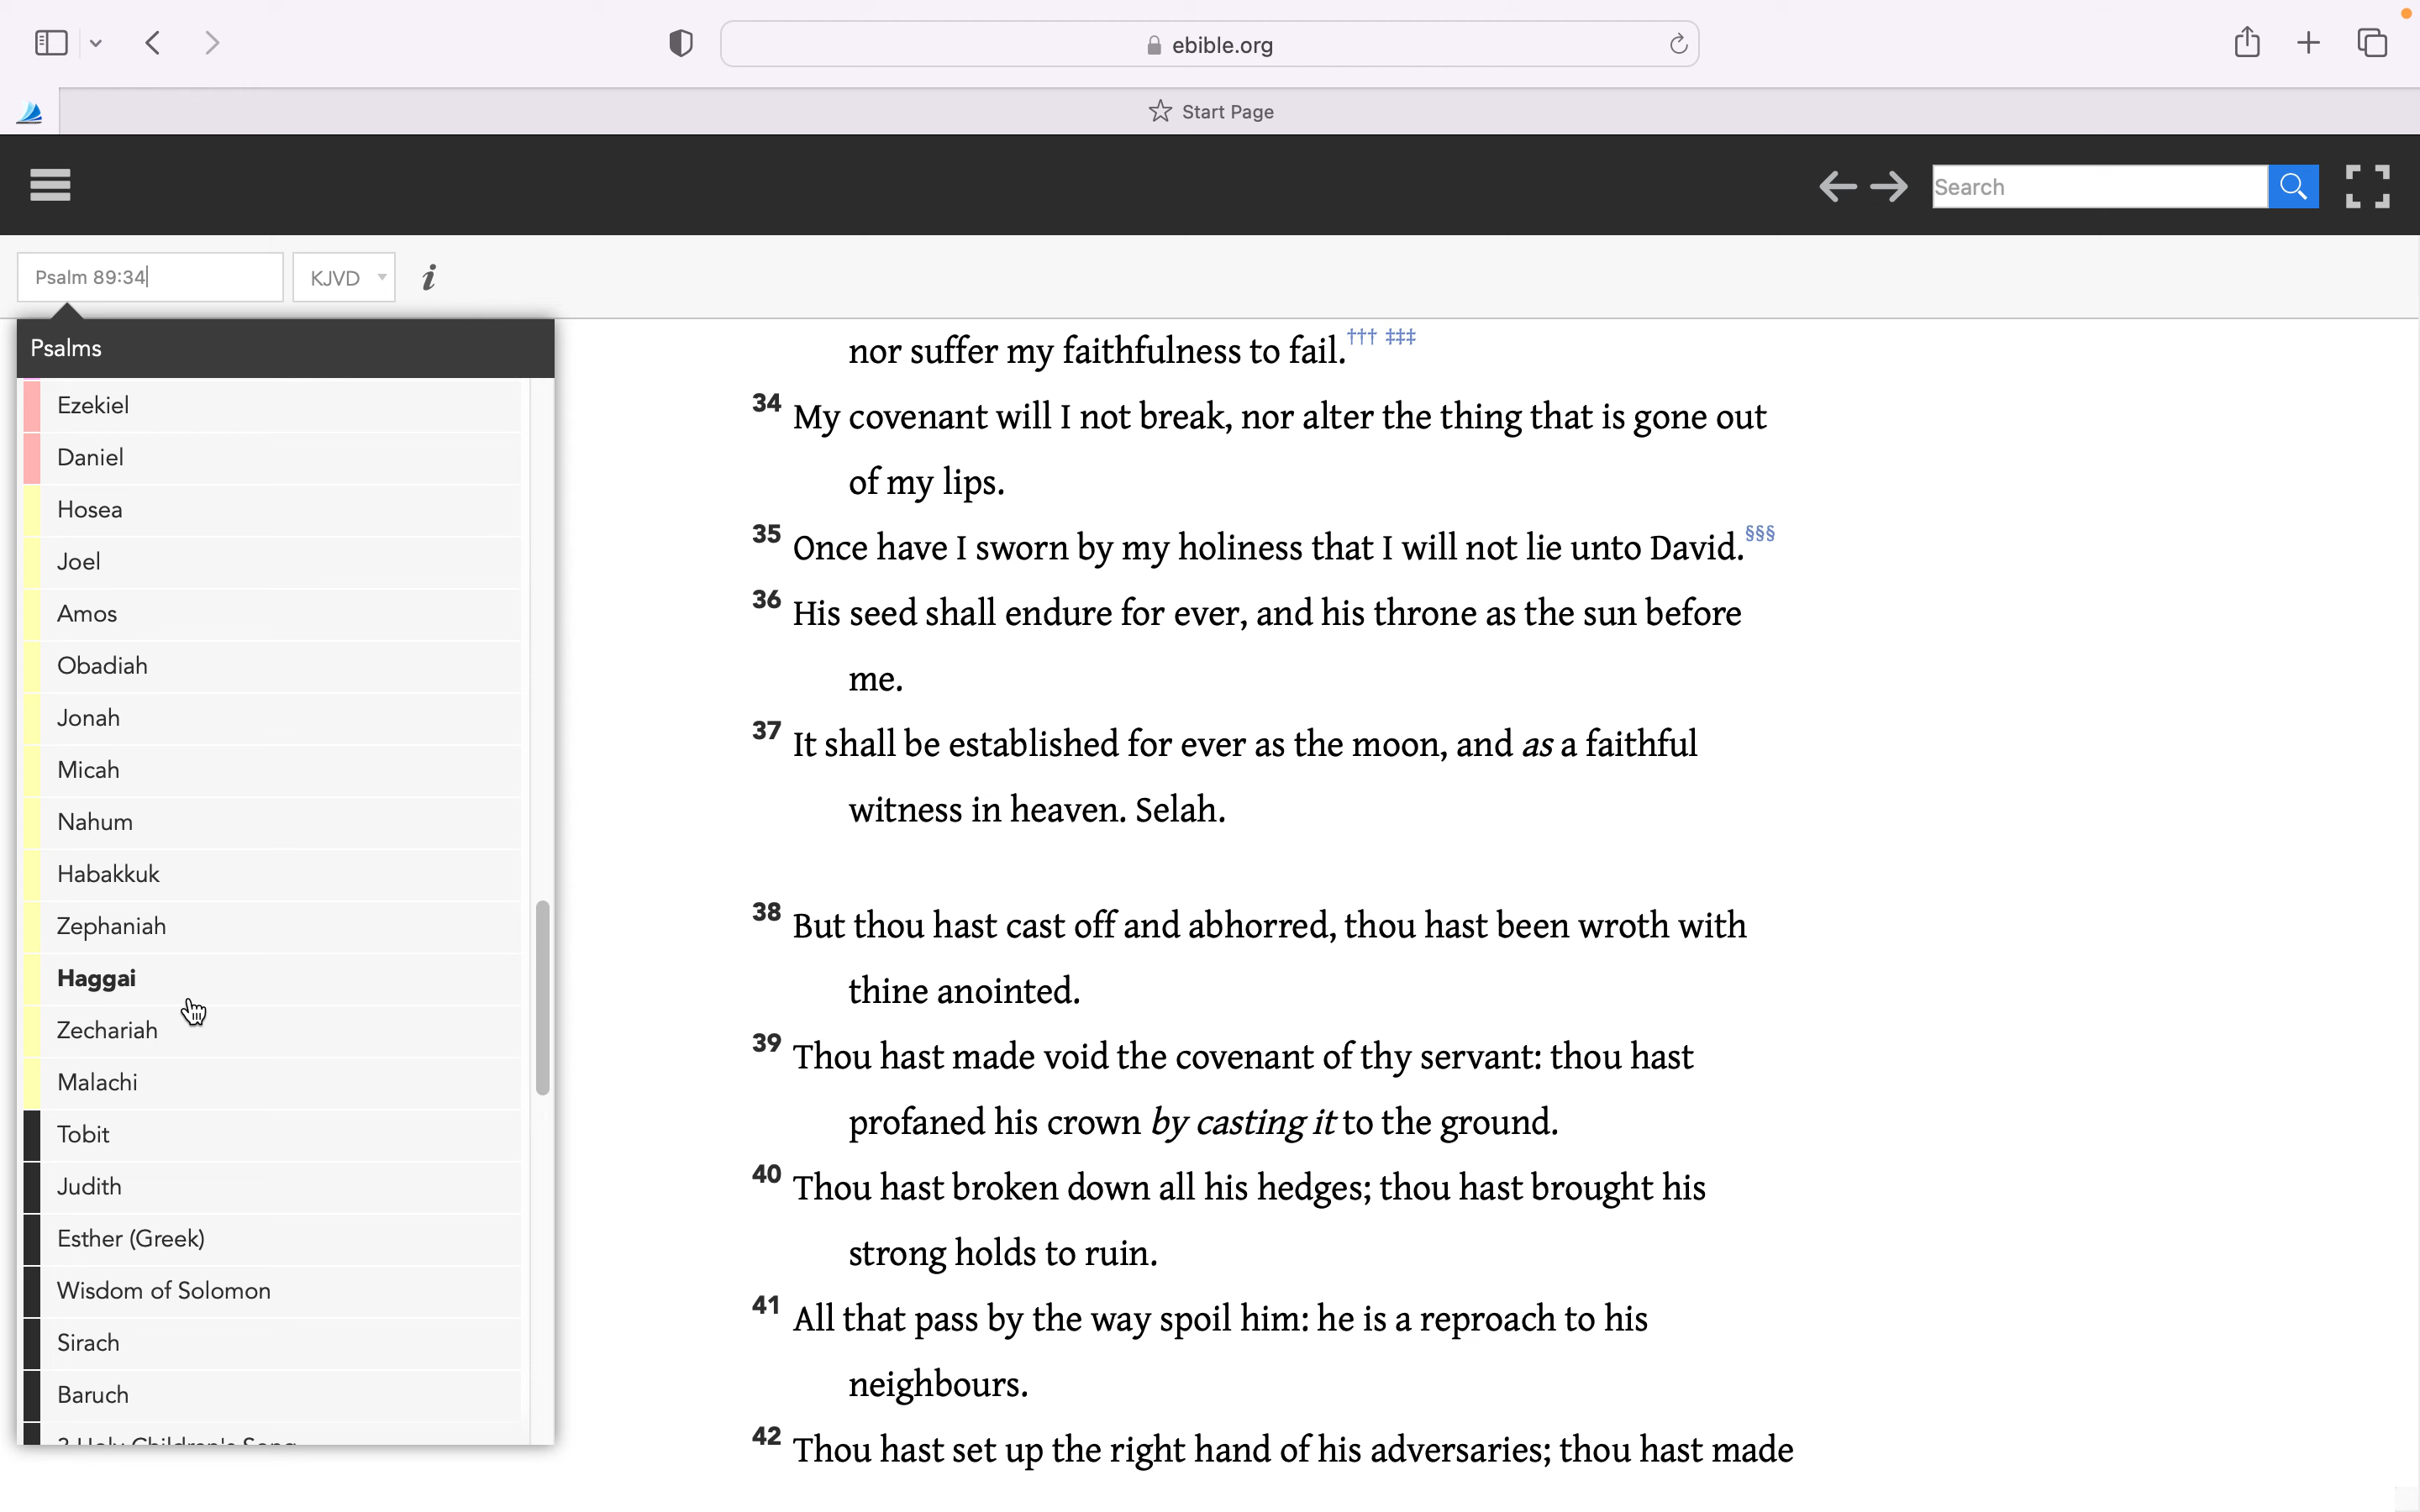 ebible.org
Start Page
Search
Psalm 89:34
KJVD
i
Psalms
Ezekiel
Daniel
Hosea
Joel
Amos
Obadiah
Jonah
Micah
Nahum
Habakkuk
Zephaniah
Haggai
Zechariah
Malachi
Tobit
Judith
Esther (Greek)
Wisdom of Solomon
Sirach
Baruch
nor suffer my faithfulness to fail.††† ‡‡‡
34 My covenant will I not break, nor alter the thing that is gone out
of my lips.
35 Once have I sworn by my holiness that I will not lie unto David.§§§
36 His seed shall endure for ever, and his throne as the sun before
me.
37 It shall be established for ever as the moon, and as a faithful
witness in heaven. Selah.
38 But thou hast cast off and abhorred, thou hast been wroth with
thine anointed.
39 Thou hast made void the covenant of thy servant: thou hast
profaned his crown by casting it to the ground.
40 Thou hast broken down all his hedges; thou hast brought his
strong holds to ruin.
41 All that pass by the way spoil him: he is a reproach to his
neighbours.
42 Thou hast set up the right hand of his adversaries; thou hast made